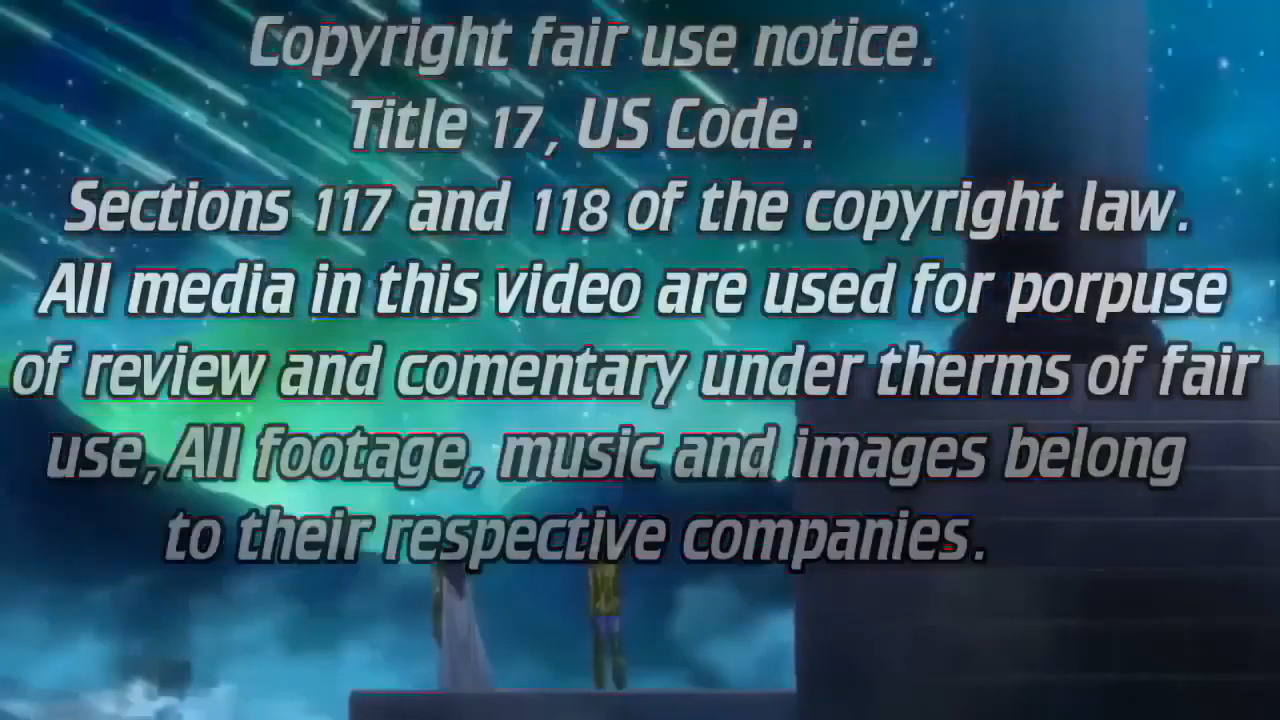 Copyright fair use notice.
Title 17, US Code.
Sections 117 and 118 of the copyright law.
All media in this video are used for porpuse
of review and comentary under therms of fair
use, All footage, music and images belong
to their respective companies.